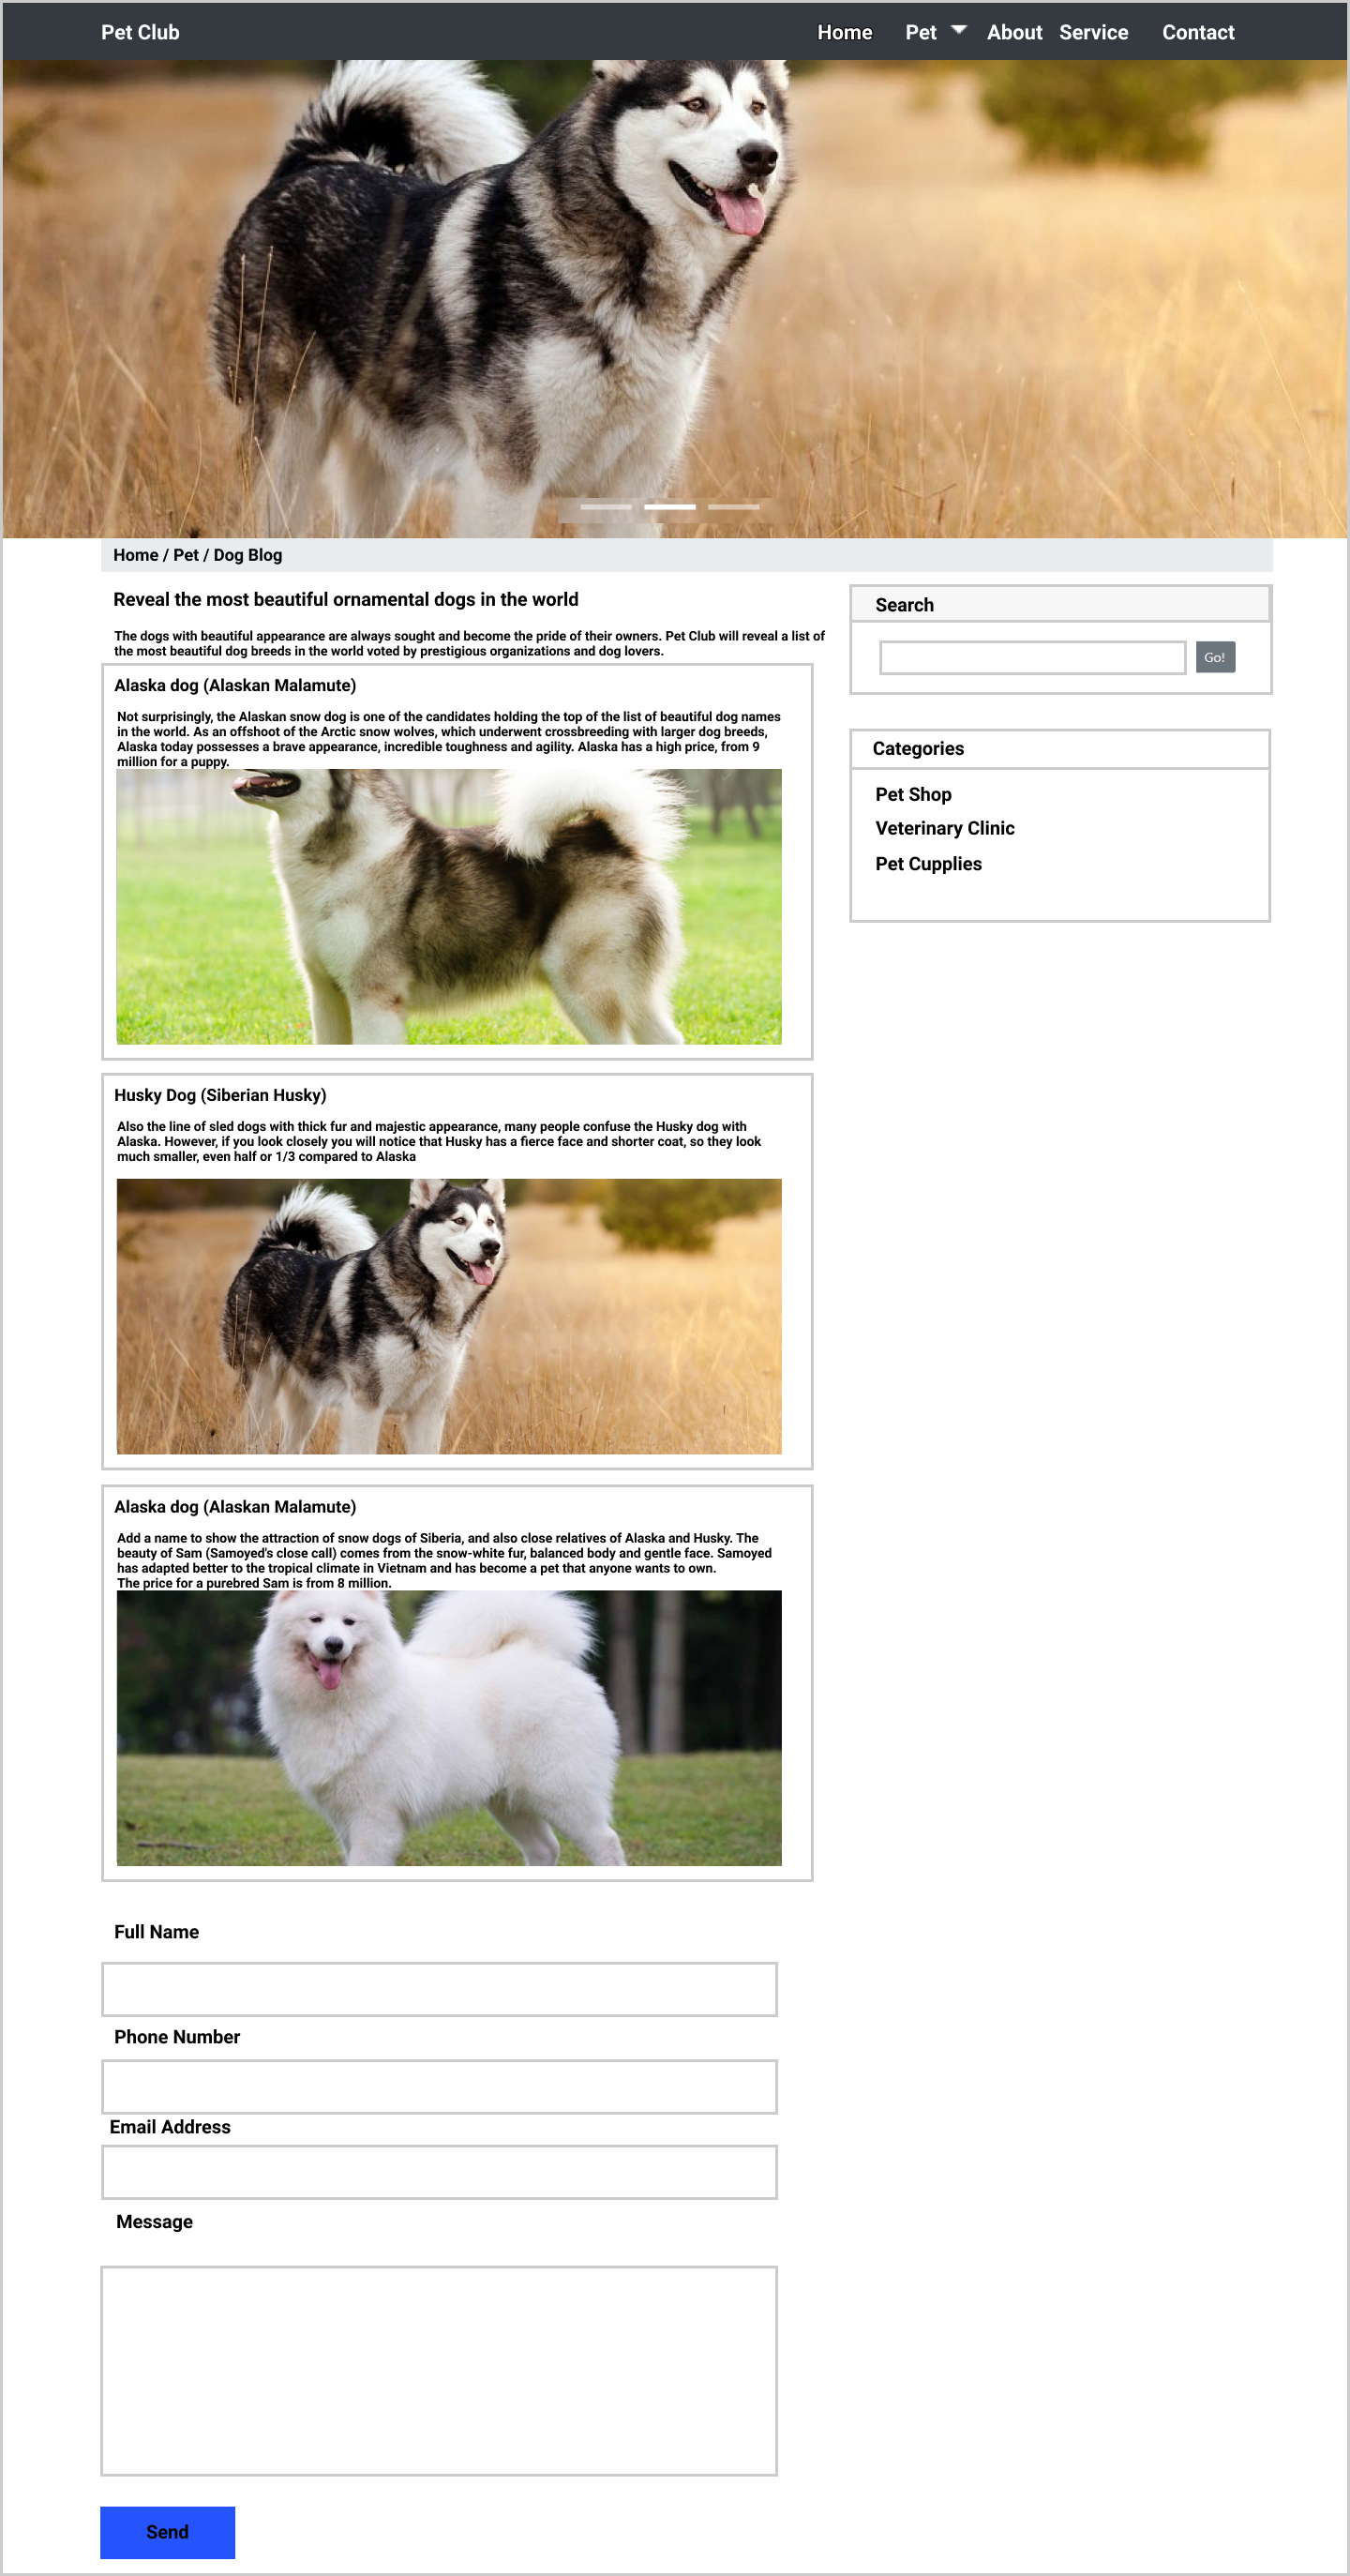 Pet Club
Home Pet About Service Contact
Home / Pet / Dog Blog
Reveal the most beautiful ornamental dogs in the world
The dogs with beautiful appearance are always sought and become the pride of their owners. Pet Club will reveal a list of
the most beautiful dog breeds in the world voted by prestigious organizations and dog lovers.
Alaska dog (Alaskan Malamute)
Not surprisingly, the Alaskan snow dog is one of the candidates holding the top of the list of beautiful dog names
in the world. As an offshoot of the Arctic snow wolves, which underwent crossbreeding with larger dog breeds,
Alaska today possesses a brave appearance, incredible toughness and agility. Alaska has a high price, from 9
million for a puppy.
Husky Dog (Siberian Husky)
Also the line of sled dogs with thick fur and majestic appearance, many people confuse the Husky dog with
Alaska. However, if you look closely you will notice that Husky has a fierce face and shorter coat, so they look
much smaller, even half or 1/3 compared to Alaska
Alaska dog (Alaskan Malamute)
Add a name to show the attraction of snow dogs of Siberia, and also close relatives of Alaska and Husky. The
beauty of Sam (Samoyed's close call) comes from the snow-white fur, balanced body and gentle face. Samoyed
has adapted better to the tropical climate in Vietnam and has become a pet that anyone wants to own.
The price for a purebred Sam is from 8 million.
Search
Go!
Categories
Pet Shop
Veterinary Clinic
Pet Cupplies
Full Name
Phone Number
Email Address
Message
Send